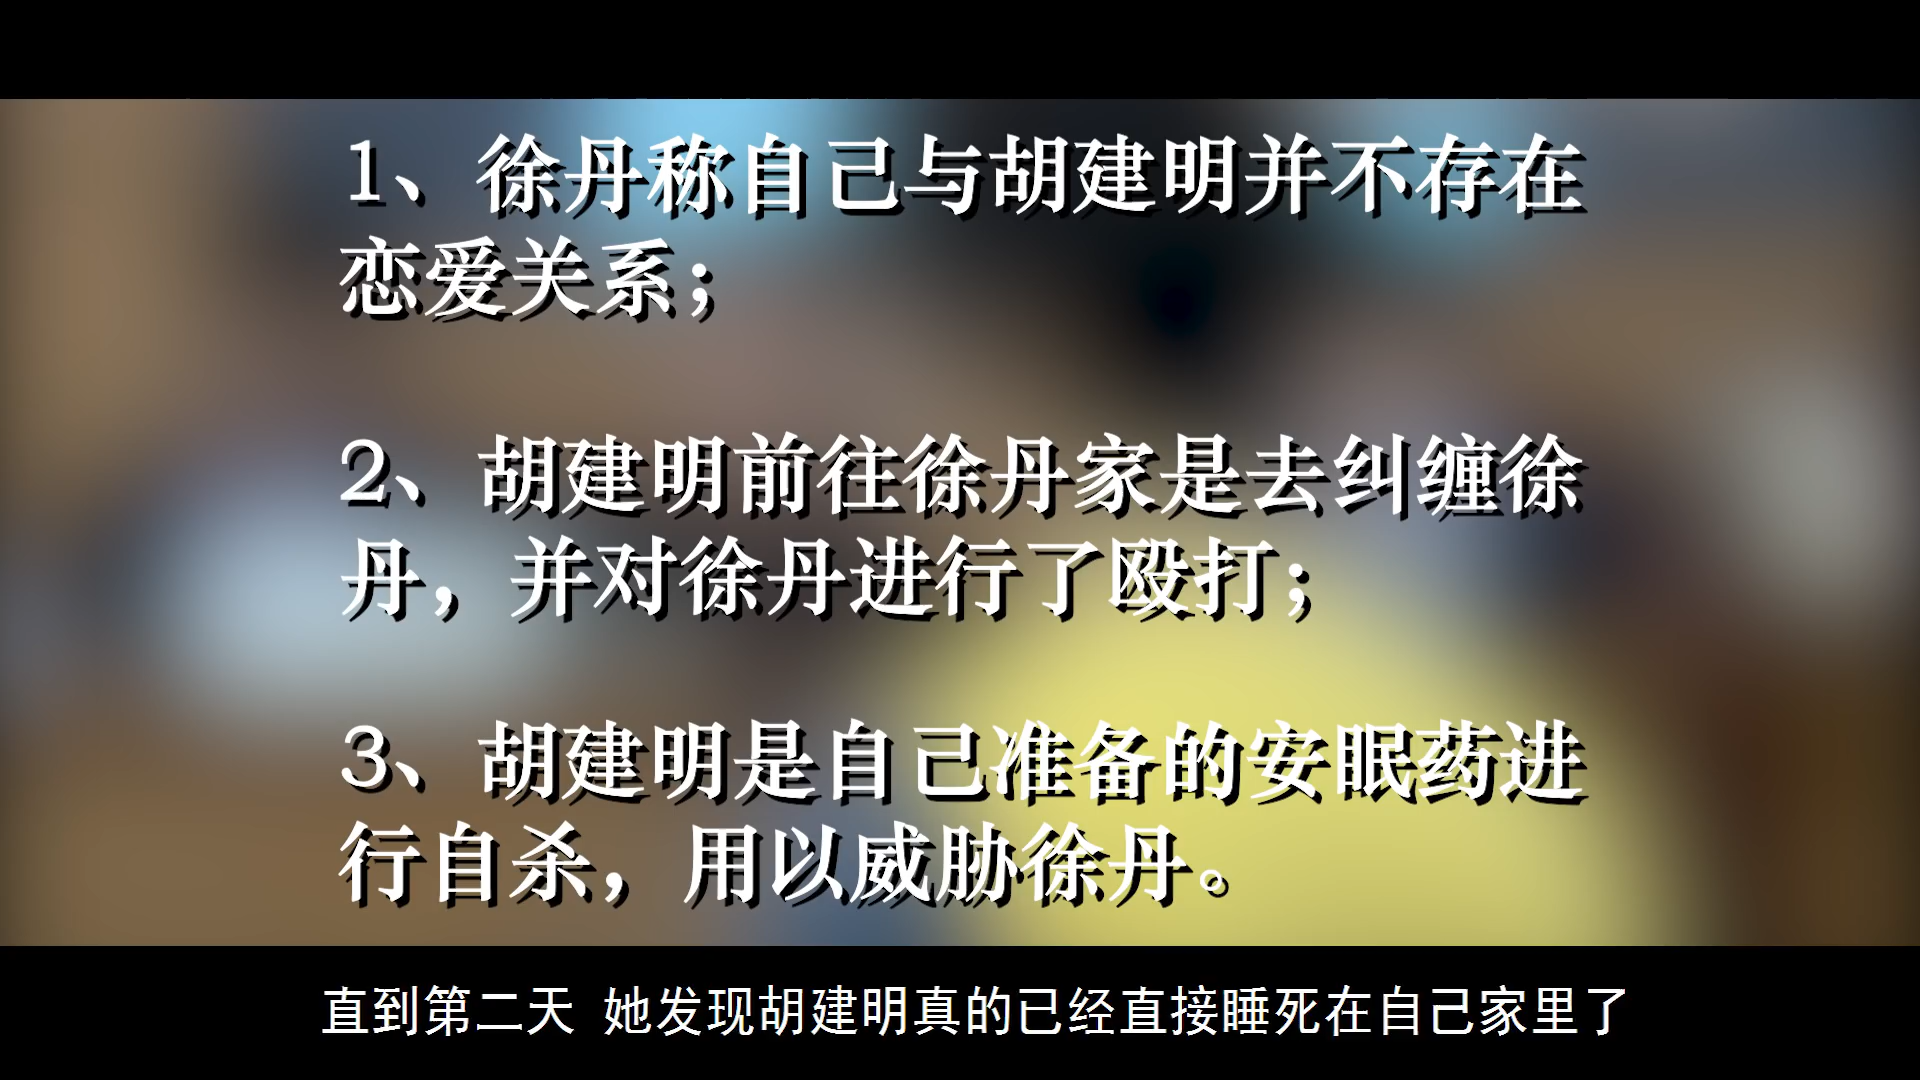 1、徐丹称自己与胡建明并不存在
恋爱关系；
2、胡建明前往徐丹家是去纠缠徐
丹，并对徐丹进行了殴打；
3、胡建明是自己准备的安眠药进
行自杀，用以威胁徐丹。
直到第二天 她发现胡建明真的已经直接睡死在自己家里了